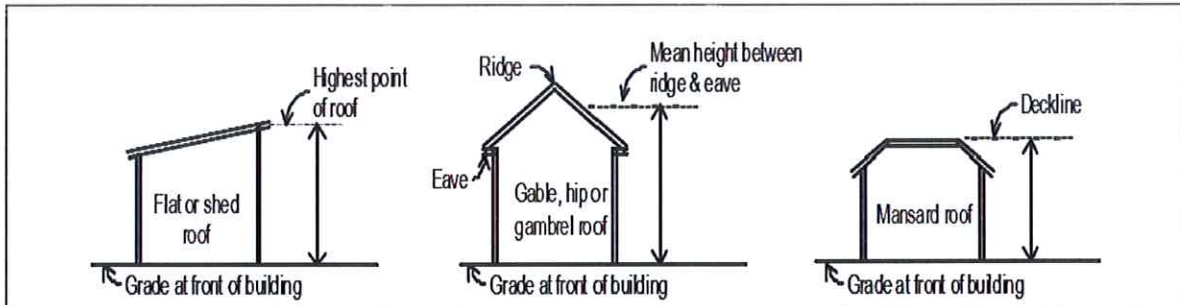 Highest point
of roof
Flat or shed
roof
Grade at front of building
Ridge
Mean height between
ridge & eave
Eave
Gable, hip or
gambrel roof
Grade at front of building
Deckline
Mansard roof
Grade at front of building